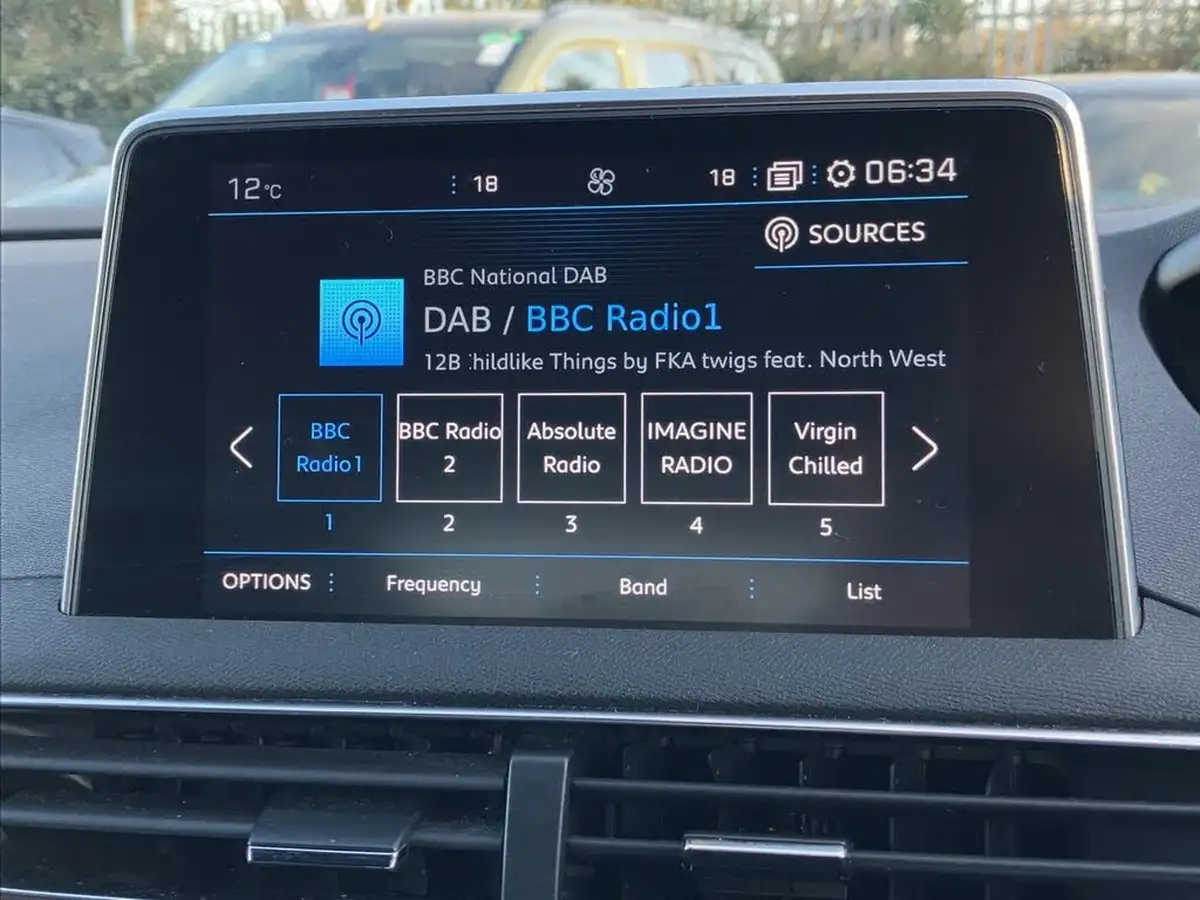 12°C
18
18
06:34
SOURCES
BBC National DAB
DAB / BBC Radio1
12B :hildlike Things by FKA twigs feat. North West
BBC
Radio1
BBC Radio
2
Absolute
Radio
IMAGINE
RADIO
Virgin
Chilled
1
2
3
4
5
OPTIONS
Frequency
Band
List